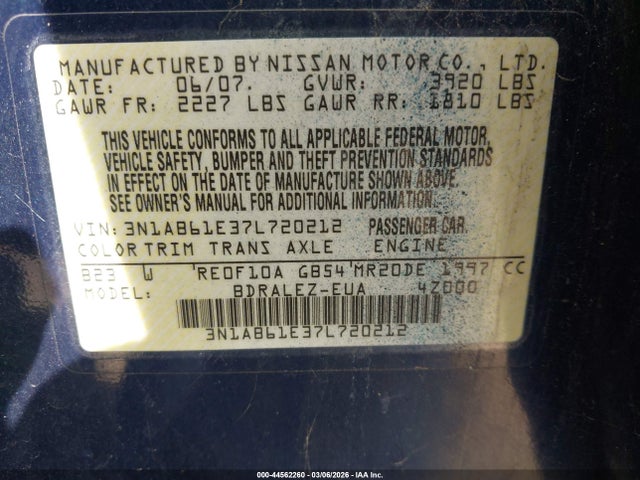 MANUFACTURED BY NISSAN MOTOR CO., LTD.
DATE: 06/07. GVWR: 3920 LBS
GAWR FR: 2227 LBS GAWR RR: 1810 LBS
THIS VEHICLE CONFORMS TO ALL APPLICABLE FEDERAL MOTOR
VEHICLE SAFETY, BUMPER AND THEFT PREVENTION STANDARDS
IN EFFECT ON THE DATE OF MANUFACTURE SHOWN ABOVE.
SEE OWNER'S MANUAL FOR ADDITIONAL INFORMATION.
VIN: 3N1AB61E37L720212 PASSENGER CAR
COLOR TRIM TRANS AXLE ENGINE
B23 W RE0F10A GB54 MR20DE 1997 CC
MODEL: BDRALEZ-EUA 4Z000
3N1AB61E37L720212
000-44562260 - 03/06/2026 - IAA Inc.